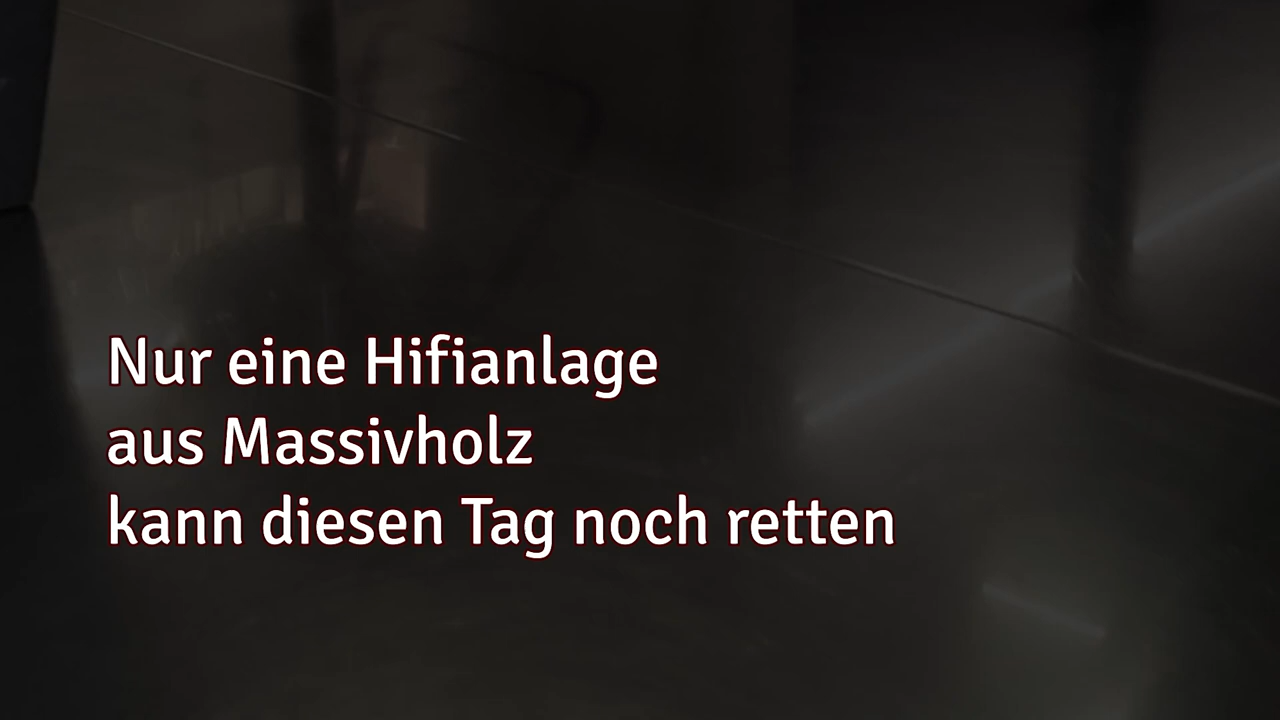 Nur eine Hifianlage
aus Massivholz
kann diesen Tag noch retten